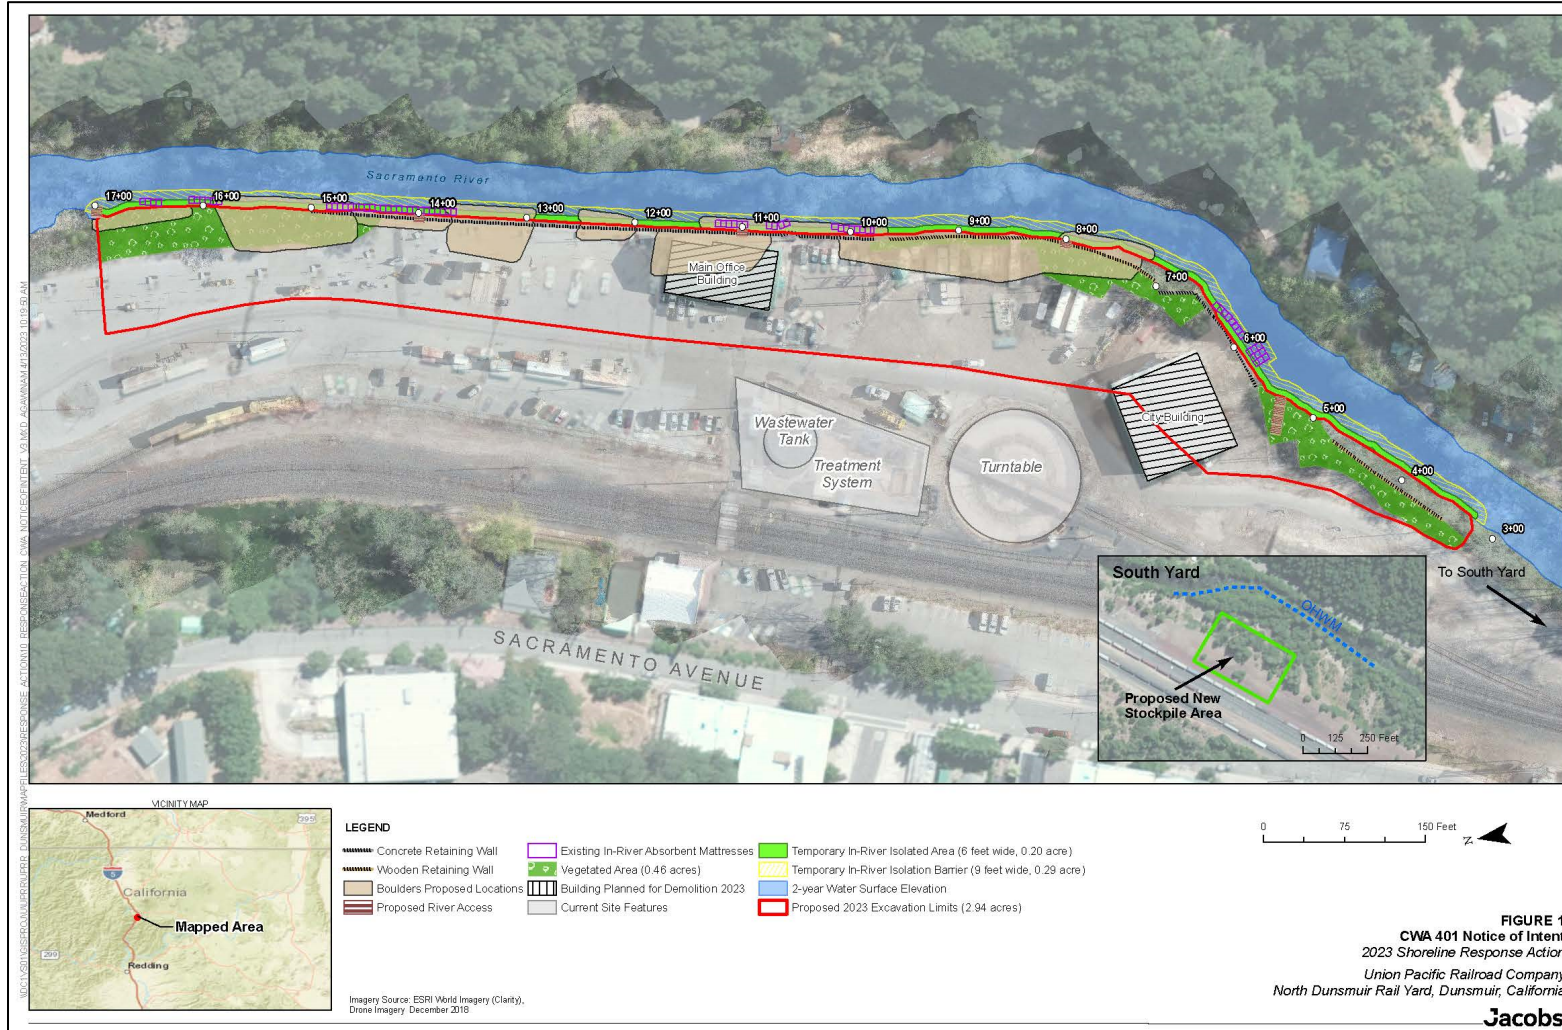 Sacramento River
17+00
16+00
15+00
14+00
13+00
12+00
11+00
10+00
9+00
8+00
7+00
6+00
5+00
4+00
3+00
Main Office
Building
City Building
Wastewater
Tank
Treatment
System
Turntable
SACRAMENTO AVENUE
To South Yard
South Yard
OHWM
Proposed New
Stockpile Area
0 125 250 Feet
VICINITY MAP
Medford
395
5
California
Mapped Area
299
Redding
LEGEND
Concrete Retaining Wall
Wooden Retaining Wall
Boulders Proposed Locations
Proposed River Access
Existing In-River Absorbent Mattresses
Vegetated Area (0.46 acres)
Building Planned for Demolition 2023
Current Site Features
Temporary In-River Isolated Area (6 feet wide, 0.20 acre)
Temporary In-River Isolation Barrier (9 feet wide, 0.29 acre)
2-year Water Surface Elevation
Proposed 2023 Excavation Limits (2.94 acres)
Imagery Source: ESRI World Imagery (Clarity),
Drone Imagery December 2018
0 75 150 Feet
N
FIGURE 1
CWA 401 Notice of Intent
2023 Shoreline Response Action
Union Pacific Railroad Company
North Dunsmuir Rail Yard, Dunsmuir, California
Jacobs